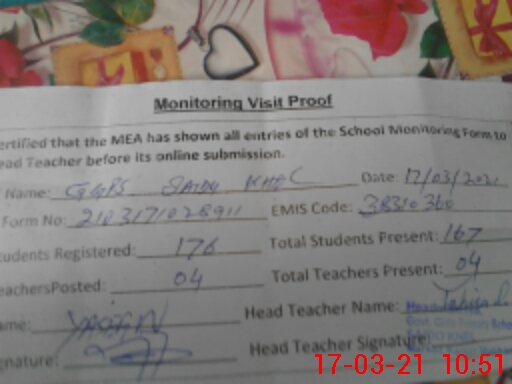 Monitoring Visit Proof
ertified that the MEA has shown all entries of the School Monitoring Form to
ead Teacher before its online submission.
Name: GGPS Date: 17/03/2021
Form No: 2103171028911 EMIS Code: 38310360
udents Registered: 176 Total Students Present: 167
eachersPosted: 04 Total Teachers Present: 04
ame: Head Teacher Name:
gnature: Head Teacher Signature:
17-03-21 10:51